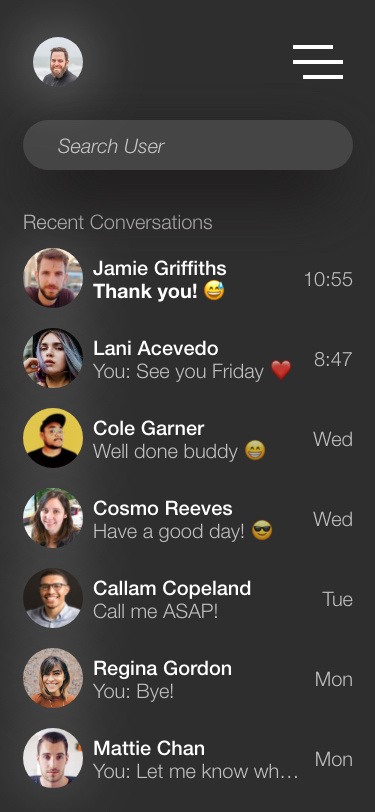 Search User
Recent Conversations
Jamie Griffiths
10:55
Thank you! 😅
Lani Acevedo
8:47
You: See you Friday ❤️
Cole Garner
Wed
Well done buddy 😁
Cosmo Reeves
Wed
Have a good day! 😎
Callam Copeland
Tue
Call me ASAP!
Regina Gordon
Mon
You: Bye!
Mattie Chan
Mon
You: Let me know wh...